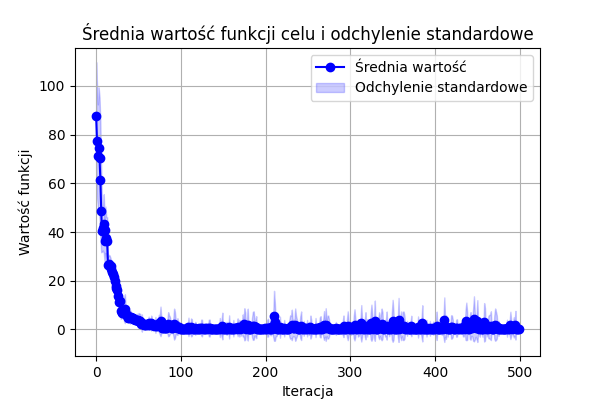 Średnia wartość funkcji celu i odchylenie standardowe
Średnia wartość
Odchylenie standardowe
Wartość funkcji
100
80
60
40
20
0
0 100 200 300 400 500
Iteracja